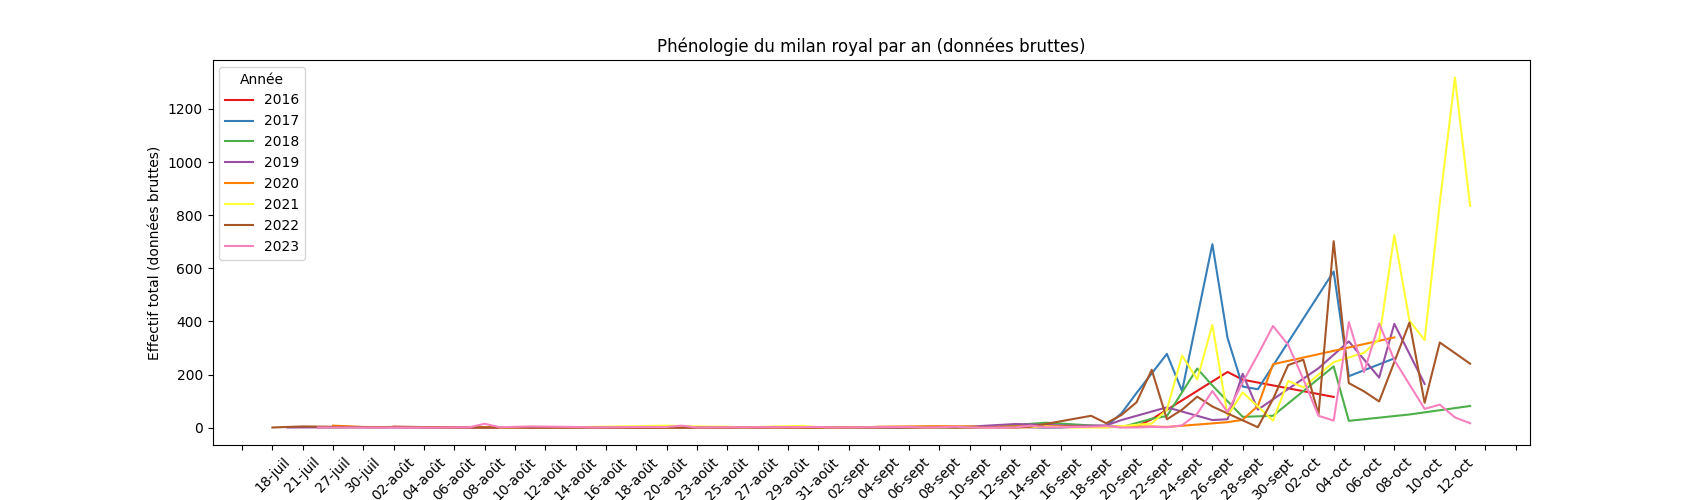 Phénologie du milan royal par an (données bruttes)
Effectif total (données bruttes)
1200
1000
800
600
400
200
0
Année
2016
2017
2018
2019
2020
2021
2022
2023
18-juil
21-juil
27-juil
30-juil
02-août
04-août
06-août
08-août
10-août
12-août
14-août
16-août
18-août
20-août
23-août
25-août
27-août
29-août
31-août
02-sept
04-sept
06-sept
08-sept
10-sept
12-sept
14-sept
16-sept
18-sept
20-sept
22-sept
24-sept
26-sept
28-sept
30-sept
02-oct
04-oct
06-oct
08-oct
10-oct
12-oct